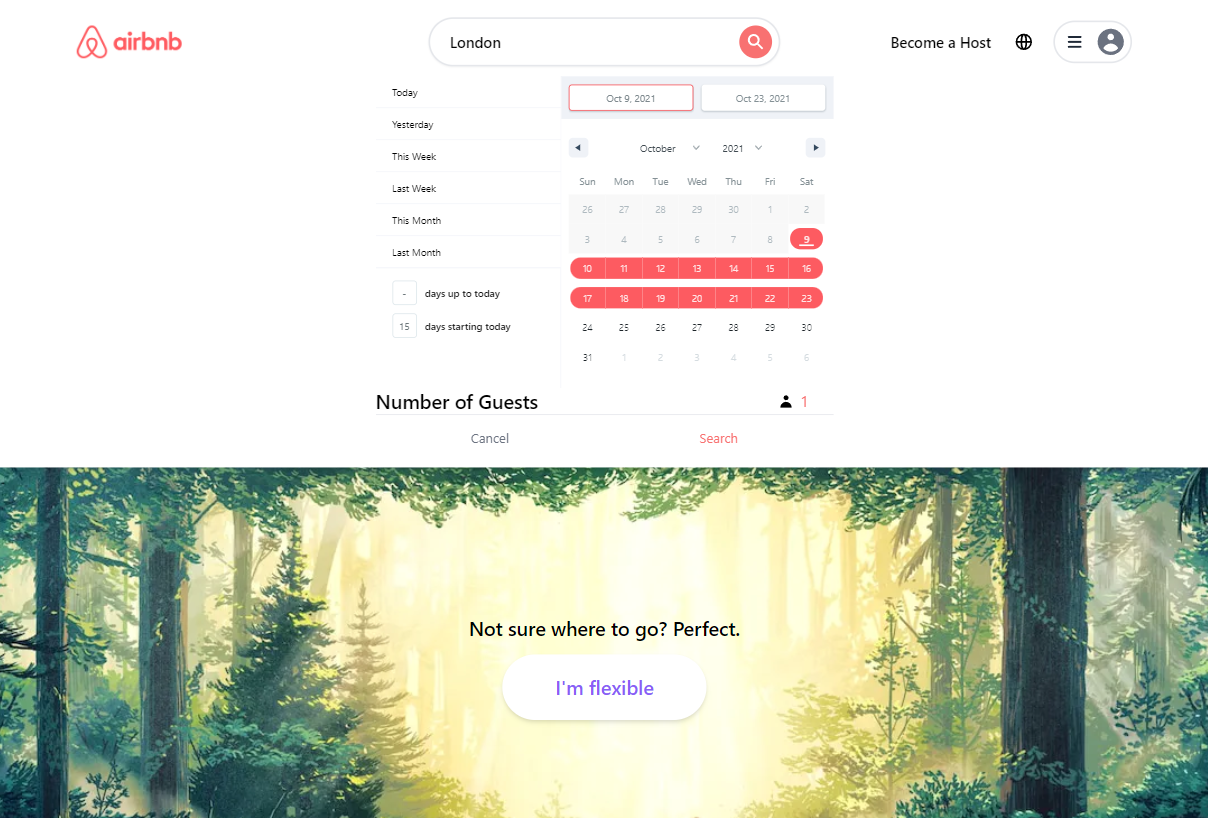 airbnb
London
Become a Host
Today
Yesterday
This Week
Last Week
This Month
Last Month
- days up to today
15 days starting today
Oct 9, 2021 Oct 23, 2021
October 2021
Sun Mon Tue Wed Thu Fri Sat
26 27 28 29 30 1 2
3 4 5 6 7 8 9
10 11 12 13 14 15 16
17 18 19 20 21 22 23
24 25 26 27 28 29 30
31 1 2 3 4 5 6
Number of Guests 1
Cancel Search
Not sure where to go? Perfect.
I'm flexible